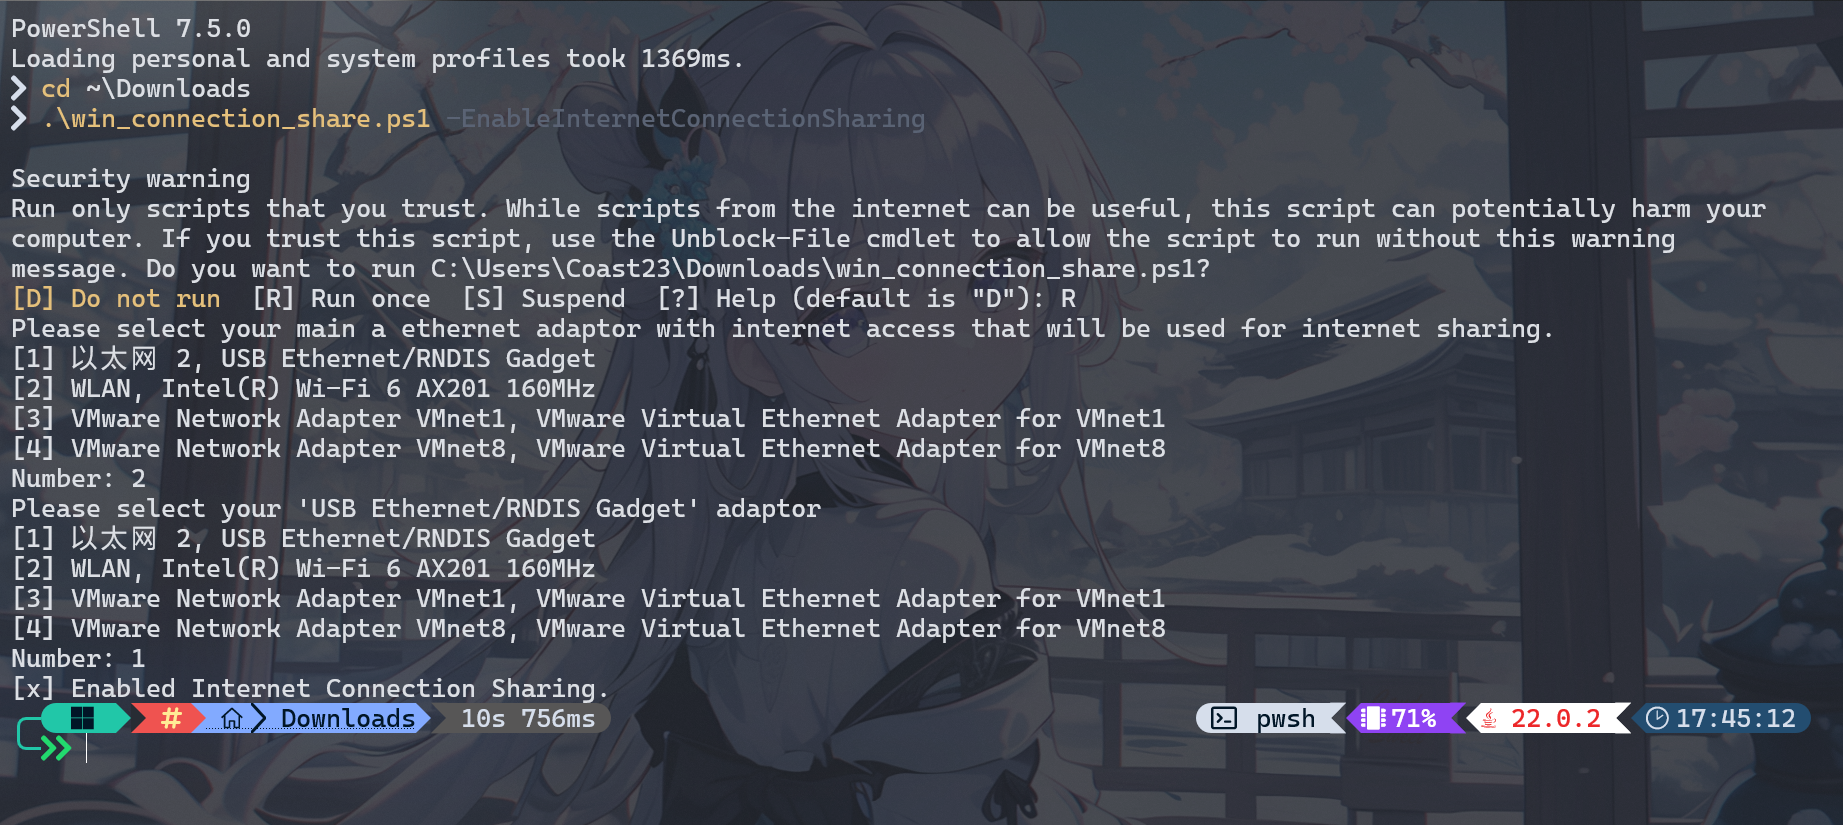 PowerShell 7.5.0
Loading personal and system profiles took 1369ms.
cd ~\Downloads
.\win_connection_share.ps1 -EnableInternetConnectionSharing
Security warning
Run only scripts that you trust. While scripts from the internet can be useful, this script can potentially harm your
computer. If you trust this script, use the Unblock-File cmdlet to allow the script to run without this warning
message. Do you want to run C:\Users\Coast23\Downloads\win_connection_share.ps1?
[D] Do not run  [R] Run once  [S] Suspend  [?] Help (default is "D"): R
Please select your main a ethernet adaptor with internet access that will be used for internet sharing.
[1] 以太网 2, USB Ethernet/RNDIS Gadget
[2] WLAN, Intel(R) Wi-Fi 6 AX201 160MHz
[3] VMware Network Adapter VMnet1, VMware Virtual Ethernet Adapter for VMnet1
[4] VMware Network Adapter VMnet8, VMware Virtual Ethernet Adapter for VMnet8
Number: 2
Please select your 'USB Ethernet/RNDIS Gadget' adaptor
[1] 以太网 2, USB Ethernet/RNDIS Gadget
[2] WLAN, Intel(R) Wi-Fi 6 AX201 160MHz
[3] VMware Network Adapter VMnet1, VMware Virtual Ethernet Adapter for VMnet1
[4] VMware Network Adapter VMnet8, VMware Virtual Ethernet Adapter for VMnet8
Number: 1
[x] Enabled Internet Connection Sharing.
# Downloads 10s 756ms pwsh 71% 22.0.2 17:45:12